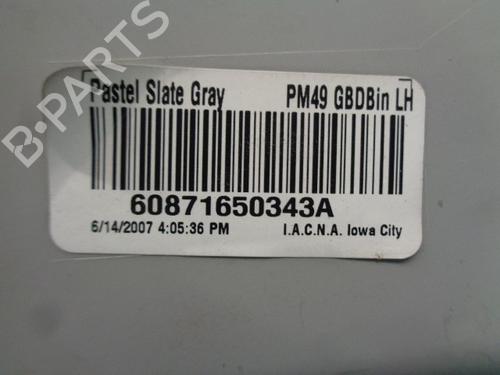 Pastel Slate Gray PM49 GBDBin LH
60871650343A
6/14/2007 4:05:36 PM I.A.C.N.A. Iowa City
B-PARTS